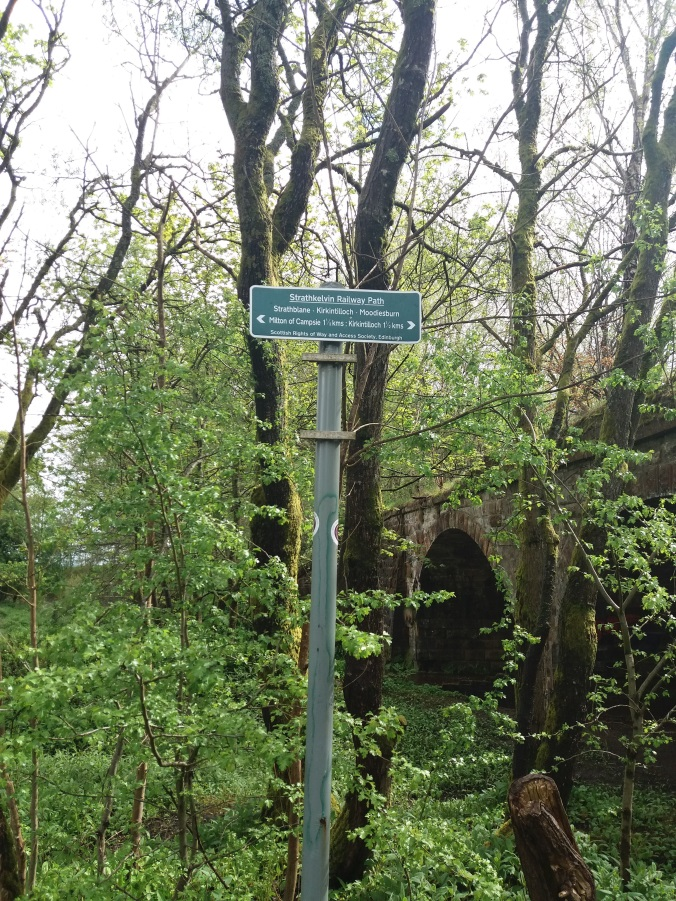 Strathkelvin Railway Path
Strathblane · Kirkintilloch · Moodiesburn
Milton of Campsie 1½kms : Kirkintilloch 1½kms
Scottish Rights of Way and Access Society, Edinburgh